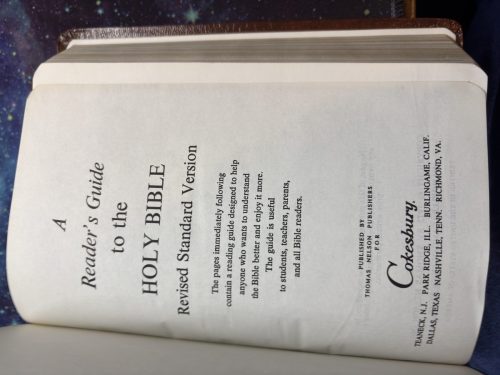 A
Reader's Guide
to the
HOLY BIBLE
Revised Standard Version
The pages immediately following
contain a reading guide designed to help
anyone who wants to understand
the Bible better and enjoy it more.
The guide is useful
to students, teachers, parents,
and all Bible readers.
PUBLISHED BY
THOMAS NELSON PUBLISHERS
FOR
Cokesbury.
TEANECK, N.J. PARK RIDGE, ILL. BURLINGAME, CALIF.
DALLAS, TEXAS NASHVILLE, TENN. RICHMOND, VA.